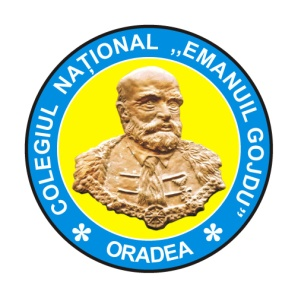 COLEGIUL NAȚIONAL ,,EMANUIL GOJDU"
* ORADEA *